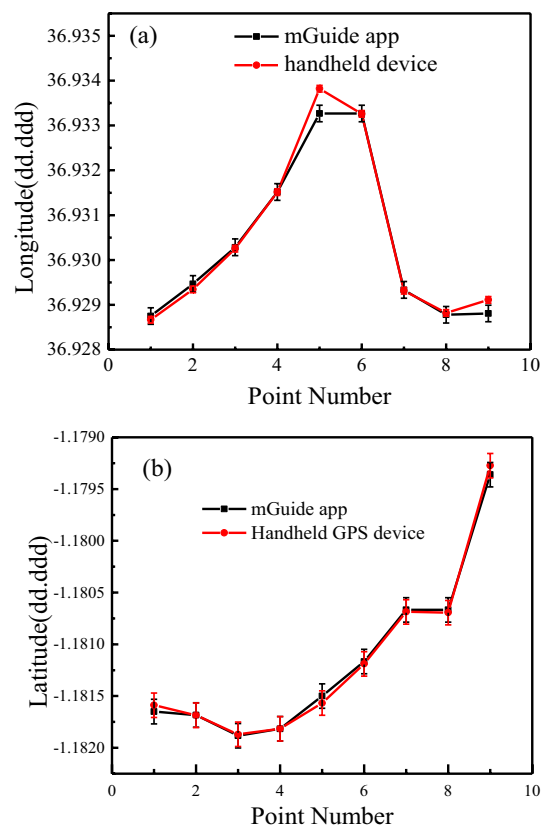 (a)
mGuide app
handheld device
Longitude(dd.ddd)
36.935
36.934
36.933
36.932
36.931
36.930
36.929
36.928
0 2 4 6 8 10
Point Number
(b)
mGuide app
Handheld GPS device
Latitude(dd.ddd)
-1.1790
-1.1795
-1.1800
-1.1805
-1.1810
-1.1815
-1.1820
0 2 4 6 8 10
Point Number